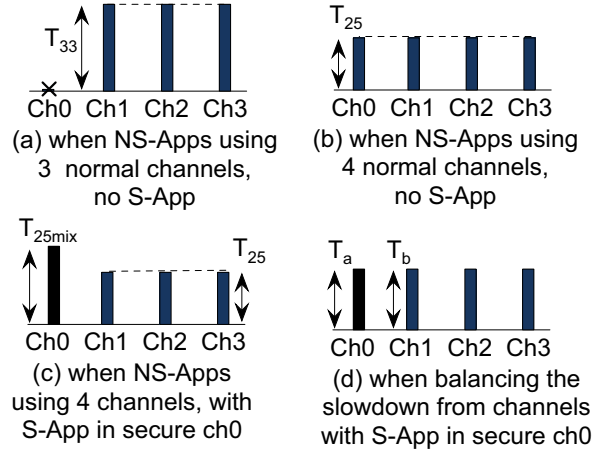 T33
Ch0 Ch1 Ch2 Ch3
(a) when NS-Apps using
3 normal channels,
no S-App
T25
Ch0 Ch1 Ch2 Ch3
(b) when NS-Apps using
4 normal channels,
no S-App
T25mix
T25
Ch0 Ch1 Ch2 Ch3
(c) when NS-Apps
using 4 channels, with
S-App in secure ch0
Ta Tb
Ch0 Ch1 Ch2 Ch3
(d) when balancing the
slowdown from channels
with S-App in secure ch0